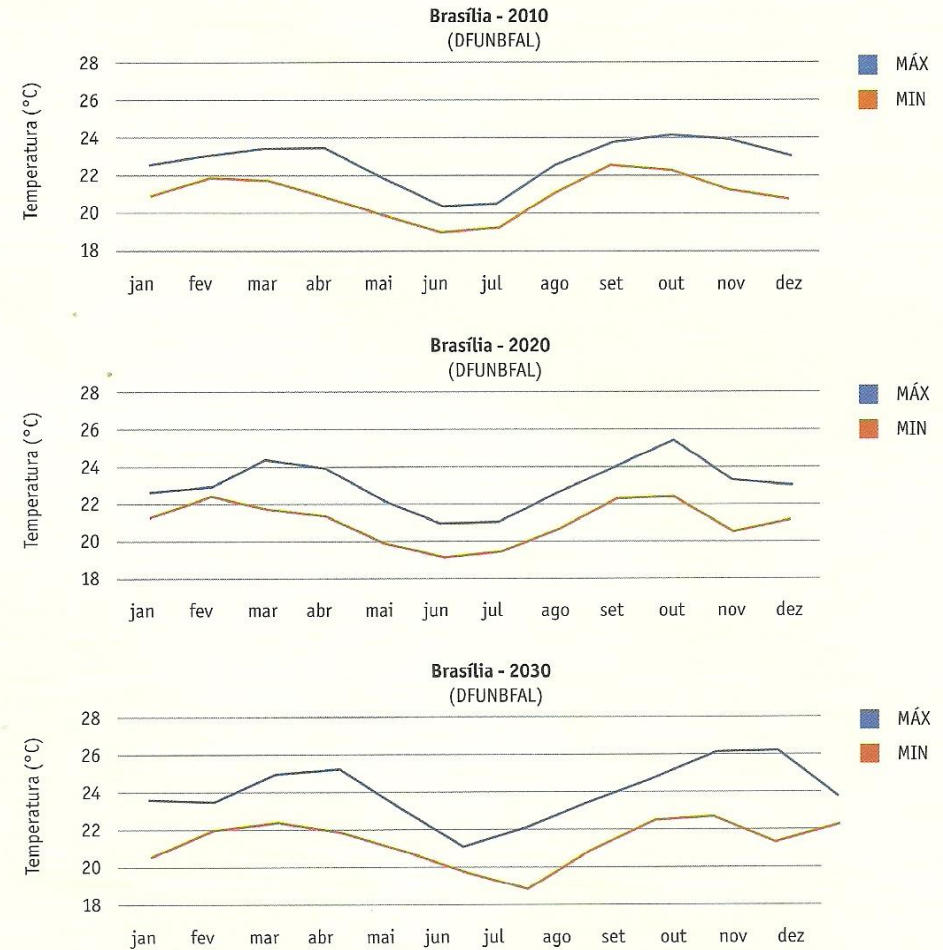 Brasília - 2010
(DFUNBFAL)
Temperatura (°C)
28
26
24
22
20
18
jan fev mar abr mai jun jul ago set out nov dez
MÁX
MIN
Brasília - 2020
(DFUNBFAL)
Temperatura (°C)
28
26
24
22
20
18
jan fev mar abr mai jun jul ago set out nov dez
MÁX
MIN
Brasília - 2030
(DFUNBFAL)
Temperatura (°C)
28
26
24
22
20
18
jan fev mar abr mai jun jul ago set out nov dez
MÁX
MIN